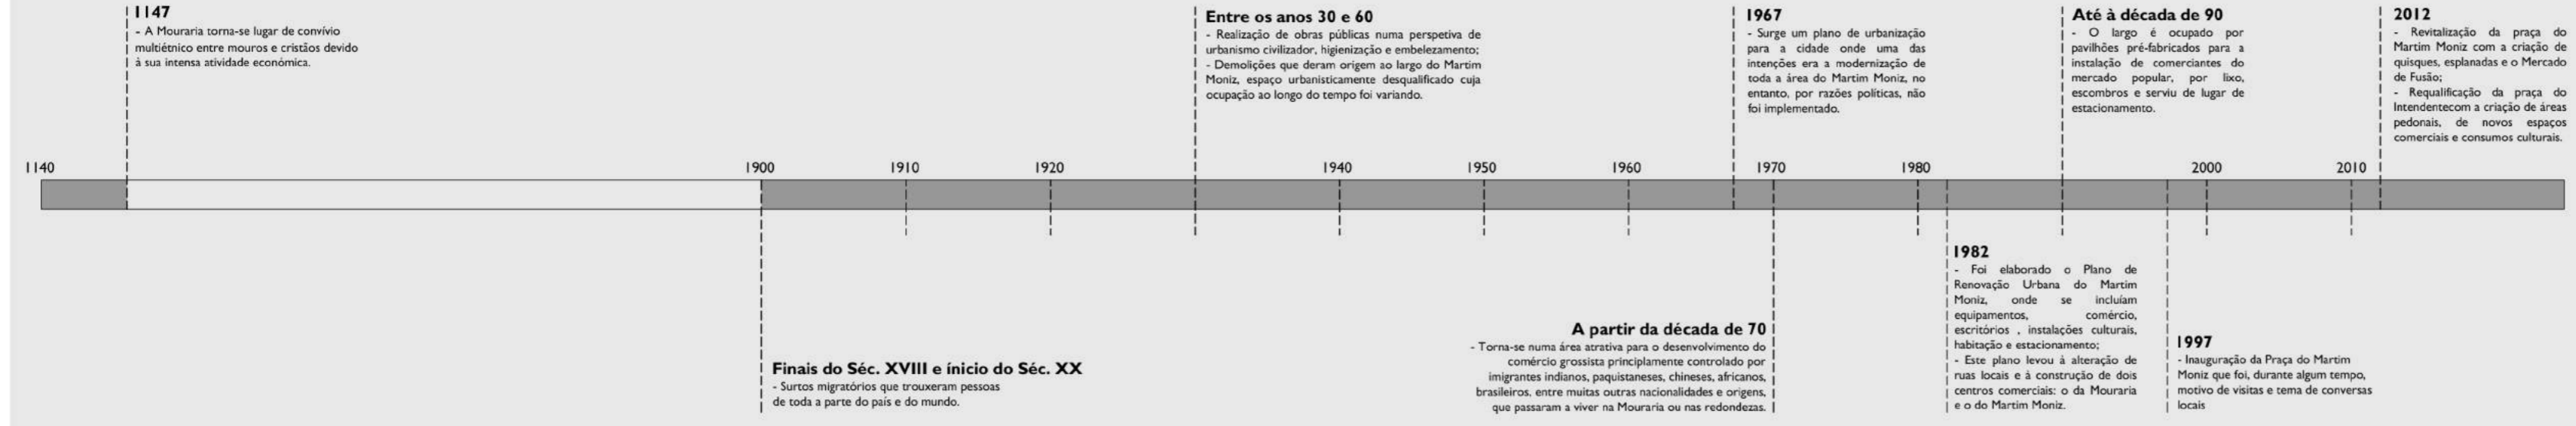 1147
- A Mouraria torna-se lugar de convívio
multiétnico entre mouros e cristãos devido
à sua intensa atividade económica.
Entre os anos 30 e 60
- Realização de obras públicas numa perspetiva de
urbanismo civilizador, higienização e embelezamento;
- Demolições que deram origem ao largo do Martim
Moniz, espaço urbanisticamente desqualificado cuja
ocupação ao longo do tempo foi variando.
1967
- Surge um plano de urbanização
para a cidade onde uma das
intenções era a modernização de
toda a área do Martim Moniz, no
entanto, por razões políticas, não
foi implementado.
Até à década de 90
- O largo é ocupado por
pavilhões pré-fabricados para a
instalação de comerciantes do
mercado popular, por lixo,
escombros e serviu de lugar de
estacionamento.
2012
- Revitalização da praça do
Martim Moniz com a criação de
quisques, esplanadas e o Mercado
de Fusão;
- Requalificação da praça do
Intendentecom a criação de áreas
pedonais, de novos espaços
comerciais e consumos culturais.
1140 1900 1910 1920 1940 1950 1960 1970 1980 2000 2010
Finais do Séc. XVIII e ínicio do Séc. XX
- Surtos migratórios que trouxeram pessoas
de toda a parte do país e do mundo.
A partir da década de 70
- Torna-se numa área atrativa para o desenvolvimento do
comércio grossista principlamente controlado por
imigrantes indianos, paquistaneses, chineses, africanos,
brasileiros, entre muitas outras nacionalidades e origens,
que passaram a viver na Mouraria ou nas redondezas.
1982
- Foi elaborado o Plano de
Renovação Urbana do Martim
Moniz, onde se incluíam
equipamentos, comércio,
escritórios , instalações culturais,
habitação e estacionamento;
- Este plano levou à alteração de
ruas locais e à construção de dois
centros comerciais: o da Mouraria
e o do Martim Moniz.
1997
- Inauguração da Praça do Martim
Moniz que foi, durante algum tempo,
motivo de visitas e tema de conversas
locais